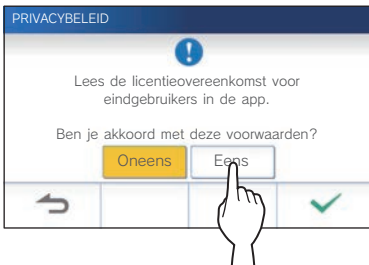 PRIVACYBELEID
Lees de licentieovereenkomst voor
eindgebruikers in de app.
Ben je akkoord met deze voorwaarden?
Oneens Eens